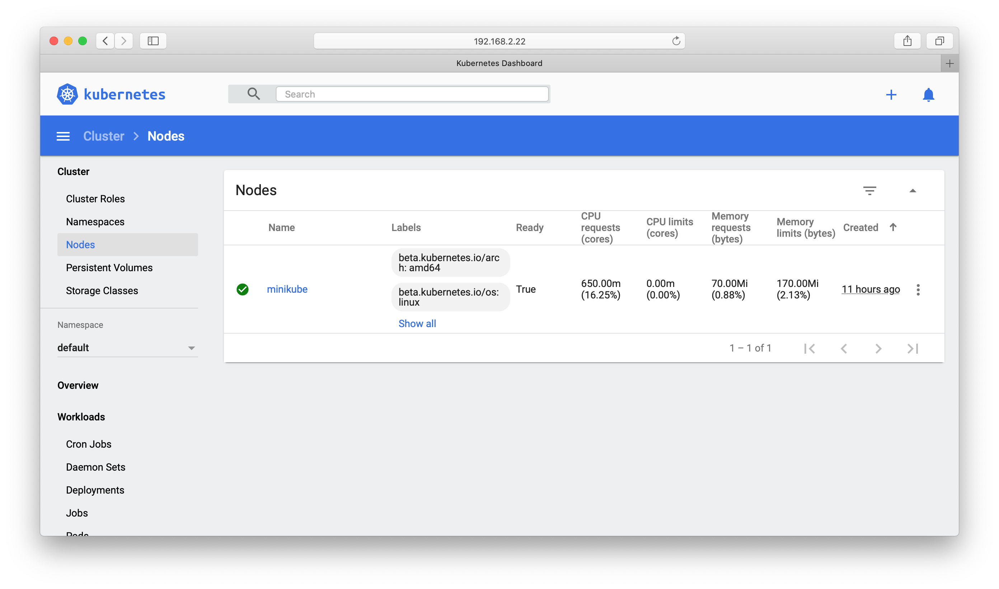 192.168.2.22
Kubernetes Dashboard
kubernetes
Search
Cluster
Nodes
Cluster
Cluster Roles
Namespaces
Nodes
Persistent Volumes
Storage Classes
Namespace
default
Overview
Workloads
Cron Jobs
Daemon Sets
Deployments
Jobs
Pods
Nodes
Name
Labels
Ready
CPU
requests
(cores)
CPU limits
(cores)
Memory
requests
(bytes)
Memory
limits (bytes)
Created
minikube
beta.kubernetes.io/arc
h: amd64
beta.kubernetes.io/os:
linux
Show all
True
650.00m
(16.25%)
0.00m
(0.00%)
70.00Mi
(0.88%)
170.00Mi
(2.13%)
11 hours ago
1 – 1 of 1